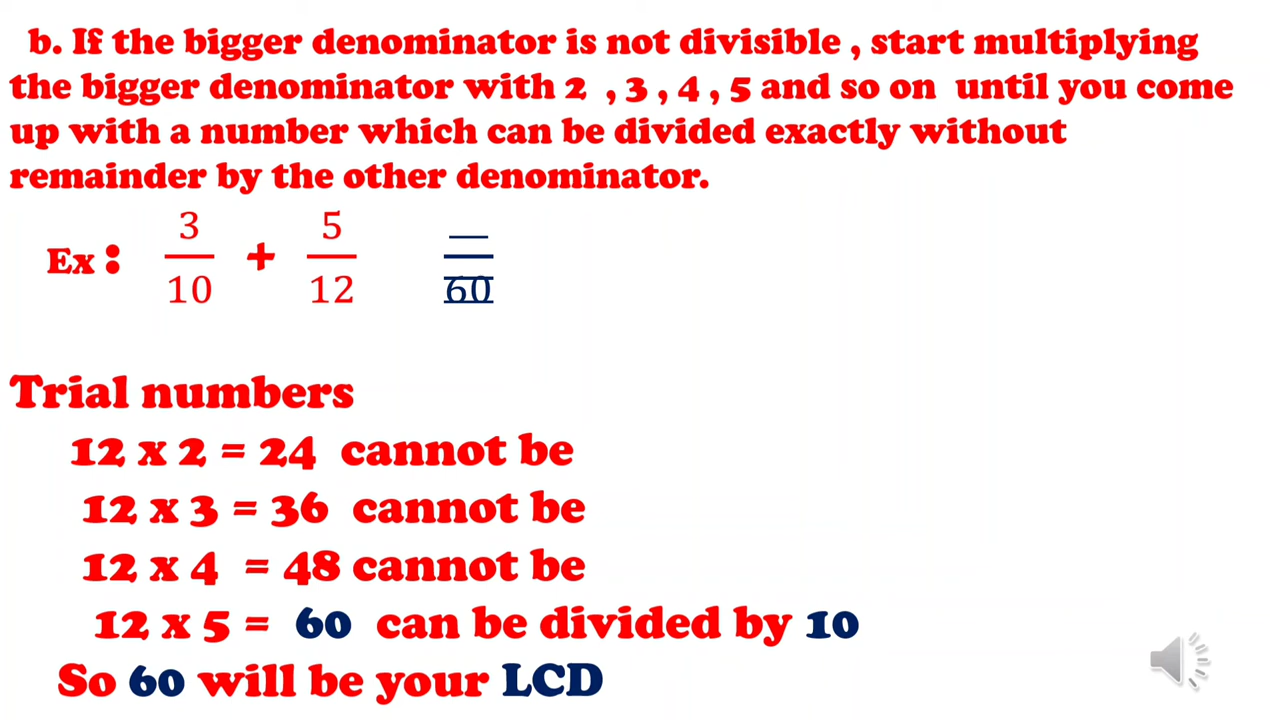 b. If the bigger denominator is not divisible , start multiplying
the bigger denominator with 2 , 3 , 4 , 5 and so on until you come
up with a number which can be divided exactly without
remainder by the other denominator.
Ex : 3/10 + 5/12 —/60
Trial numbers
12 x 2 = 24 cannot be
12 x 3 = 36 cannot be
12 x 4 = 48 cannot be
12 x 5 = 60 can be divided by 10
So 60 will be your LCD